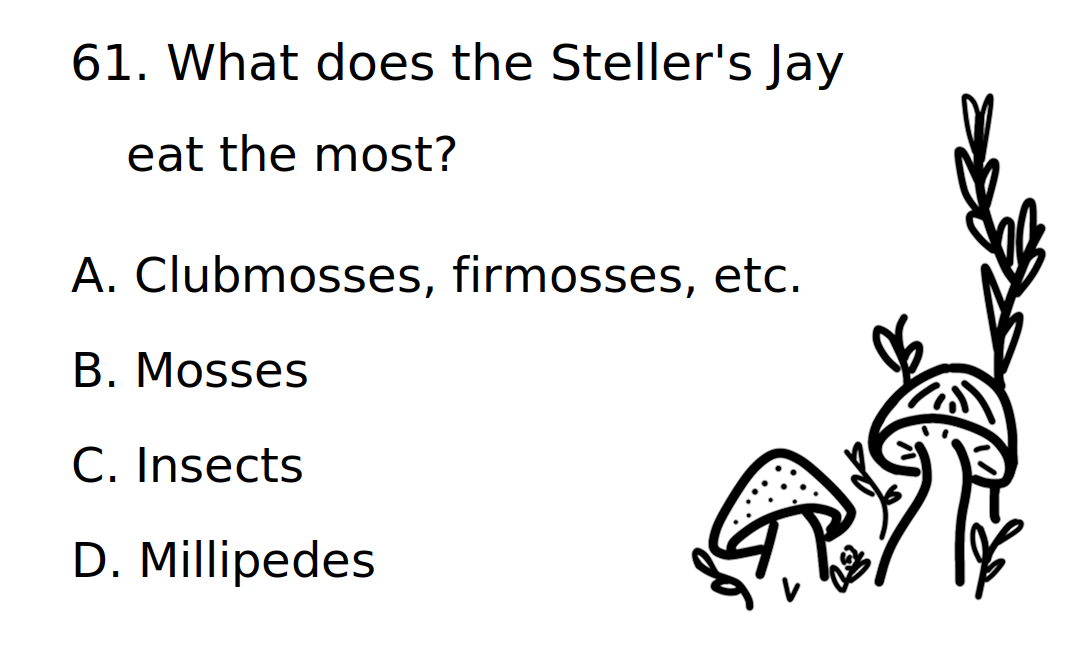 61. What does the Steller's Jay
eat the most?
A. Clubmosses, firmosses, etc.
B. Mosses
C. Insects
D. Millipedes